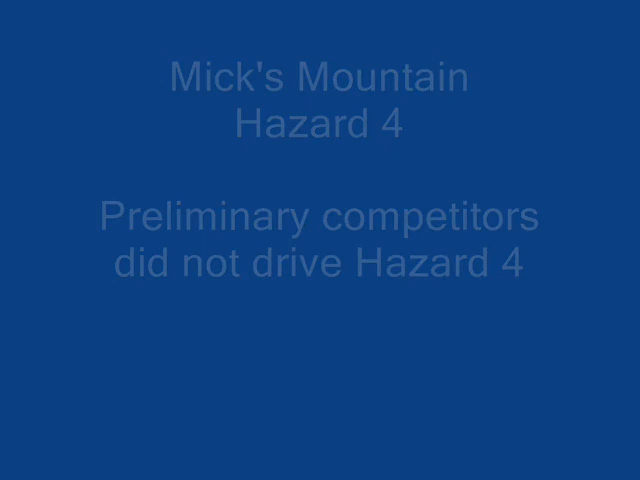 Mick's Mountain
Hazard 4
Preliminary competitors
did not drive Hazard 4